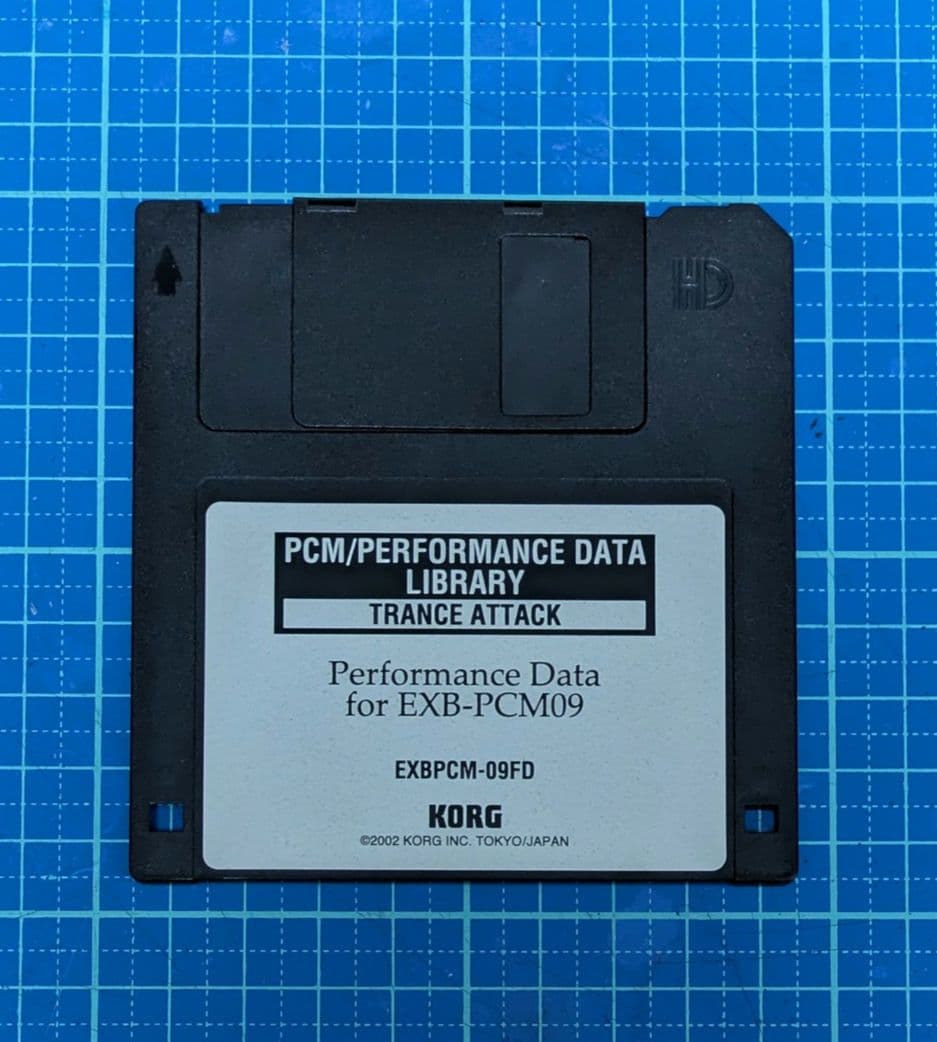 HD
PCM/PERFORMANCE DATA
LIBRARY
TRANCE ATTACK
Performance Data
for EXB-PCM09
EXBPCM-09FD
KORG
©2002 KORG INC. TOKYO/JAPAN